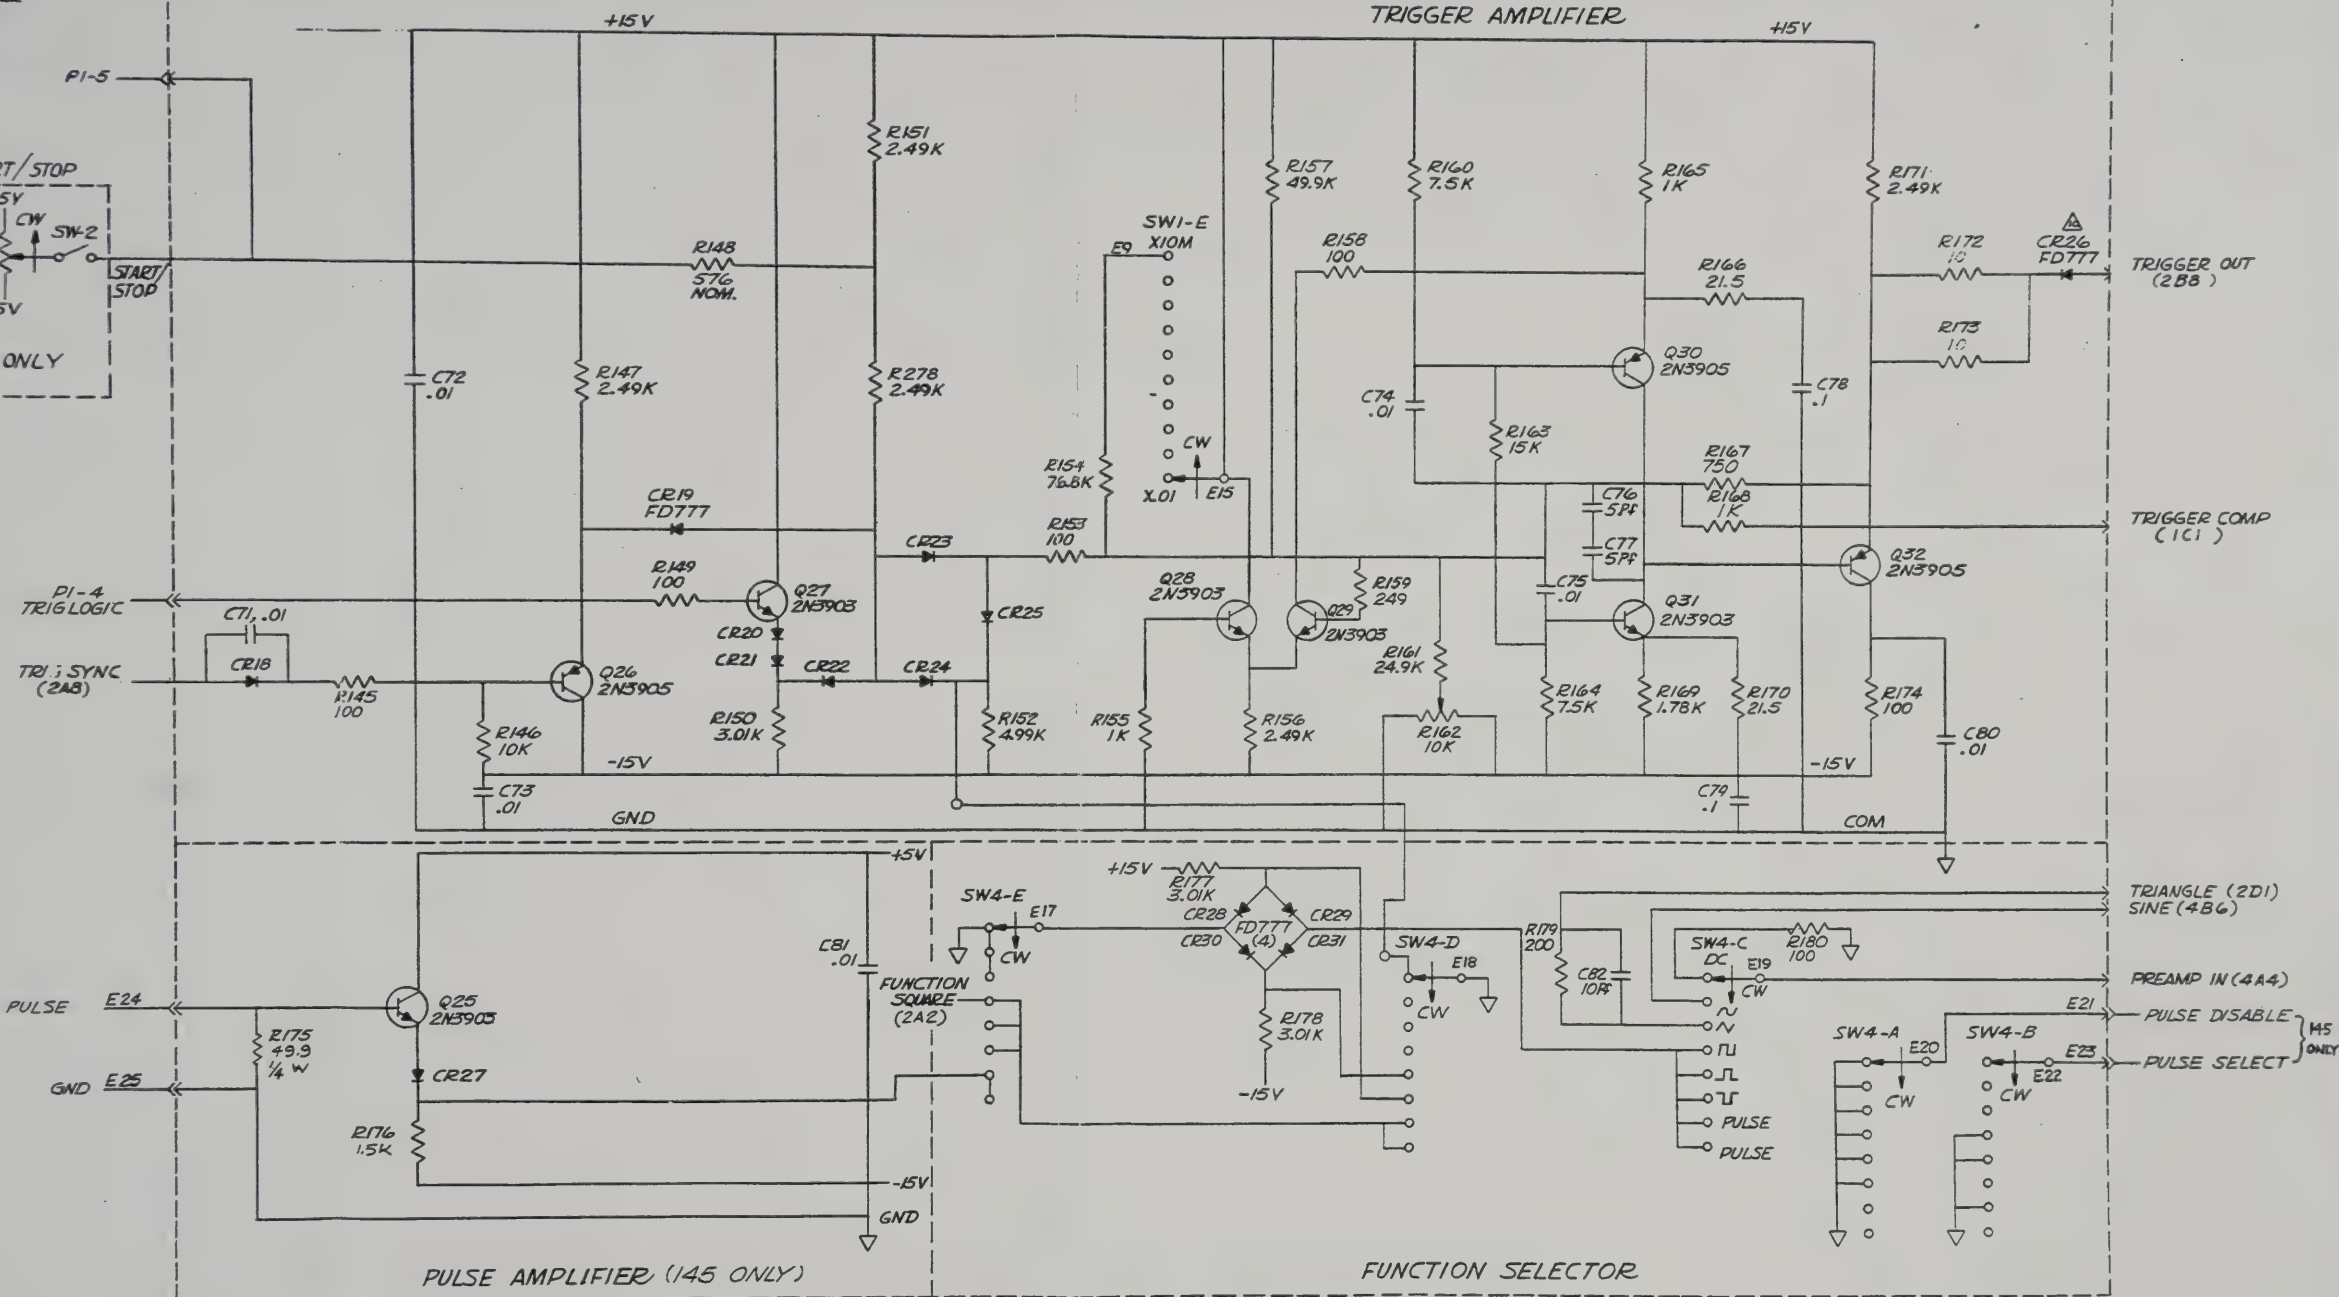 TRIGGER AMPLIFIER
+15V
+15V
P1-5
RT/STOP
5V
CW
SW-2
START/
STOP
5V
ONLY
R151
2.49K
R148
576
NOM.
R157
49.9K
R160
7.5K
R165
1K
R171
2.49K
SW1-E
X10M
E9
R158
100
R166
21.5
R172
10
CR26
FD777
TRIGGER OUT
(2B8)
R173
10
C72
.01
R147
2.49K
R278
2.49K
Q30
2N3905
C74
.01
C78
.1
CW
R163
15K
R154
76.8K
X.01
E15
R167
750
CR19
FD777
C76
5Pf
R168
1K
R153
100
TRIGGER COMP
(1C1)
CR23
C77
5Pf
Q32
2N3905
P1-4
TRIG LOGIC
R149
100
Q27
2N3903
Q28
2N3903
R159
249
C75
.01
Q31
2N3903
C71, .01
CR25
Q29
2N3903
CR20
CR21
CR22
CR24
TRIG SYNC
(2A8)
CR18
R145
100
Q26
2N3905
R161
24.9K
R164
7.5K
R169
1.78K
R170
21.5
R174
100
R146
10K
R150
3.01K
R152
4.99K
R155
1K
R156
2.49K
R162
10K
C80
.01
-15V
-15V
C73
.01
C79
.1
GND
COM
+5V
+15V
R177
3.01K
SW4-E
E17
CR28
CR29
FD777
(4)
CR30
CR31
CW
C81
.01
FUNCTION
SQUARE
(2A2)
SW4-D
E18
CW
R178
3.01K
-15V
R179
200
C82
10Pf
SW4-C
DC
E19
CW
R180
100
TRIANGLE (2D1)
SINE (4B6)
PREAMP IN (4A4)
E21
PULSE DISABLE
145
ONLY
SW4-A
E20
CW
SW4-B
E23
PULSE SELECT
E22
CW
PULSE
PULSE
PULSE
E24
Q25
2N3903
R175
49.9
1/4 W
GND
E25
CR27
R176
1.5K
-15V
GND
PULSE AMPLIFIER (145 ONLY)
FUNCTION SELECTOR